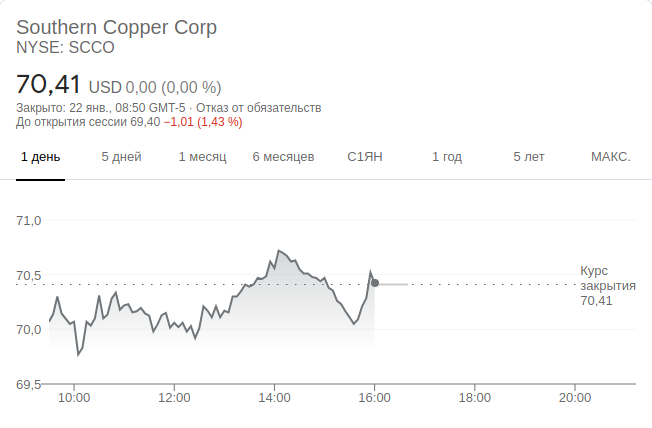 Southern Copper Corp
NYSE: SCCO
70,41 USD 0,00 (0,00 %)
Закрыто: 22 янв., 08:50 GMT-5 · Отказ от обязательств
До открытия сессии 69,40 −1,01 (1,43 %)
1 день 5 дней 1 месяц 6 месяцев С1ЯН 1 год 5 лет МАКС.
71,0
70,5
Курс
закрытия
70,41
70,0
69,5
10:00 12:00 14:00 16:00 18:00 20:00